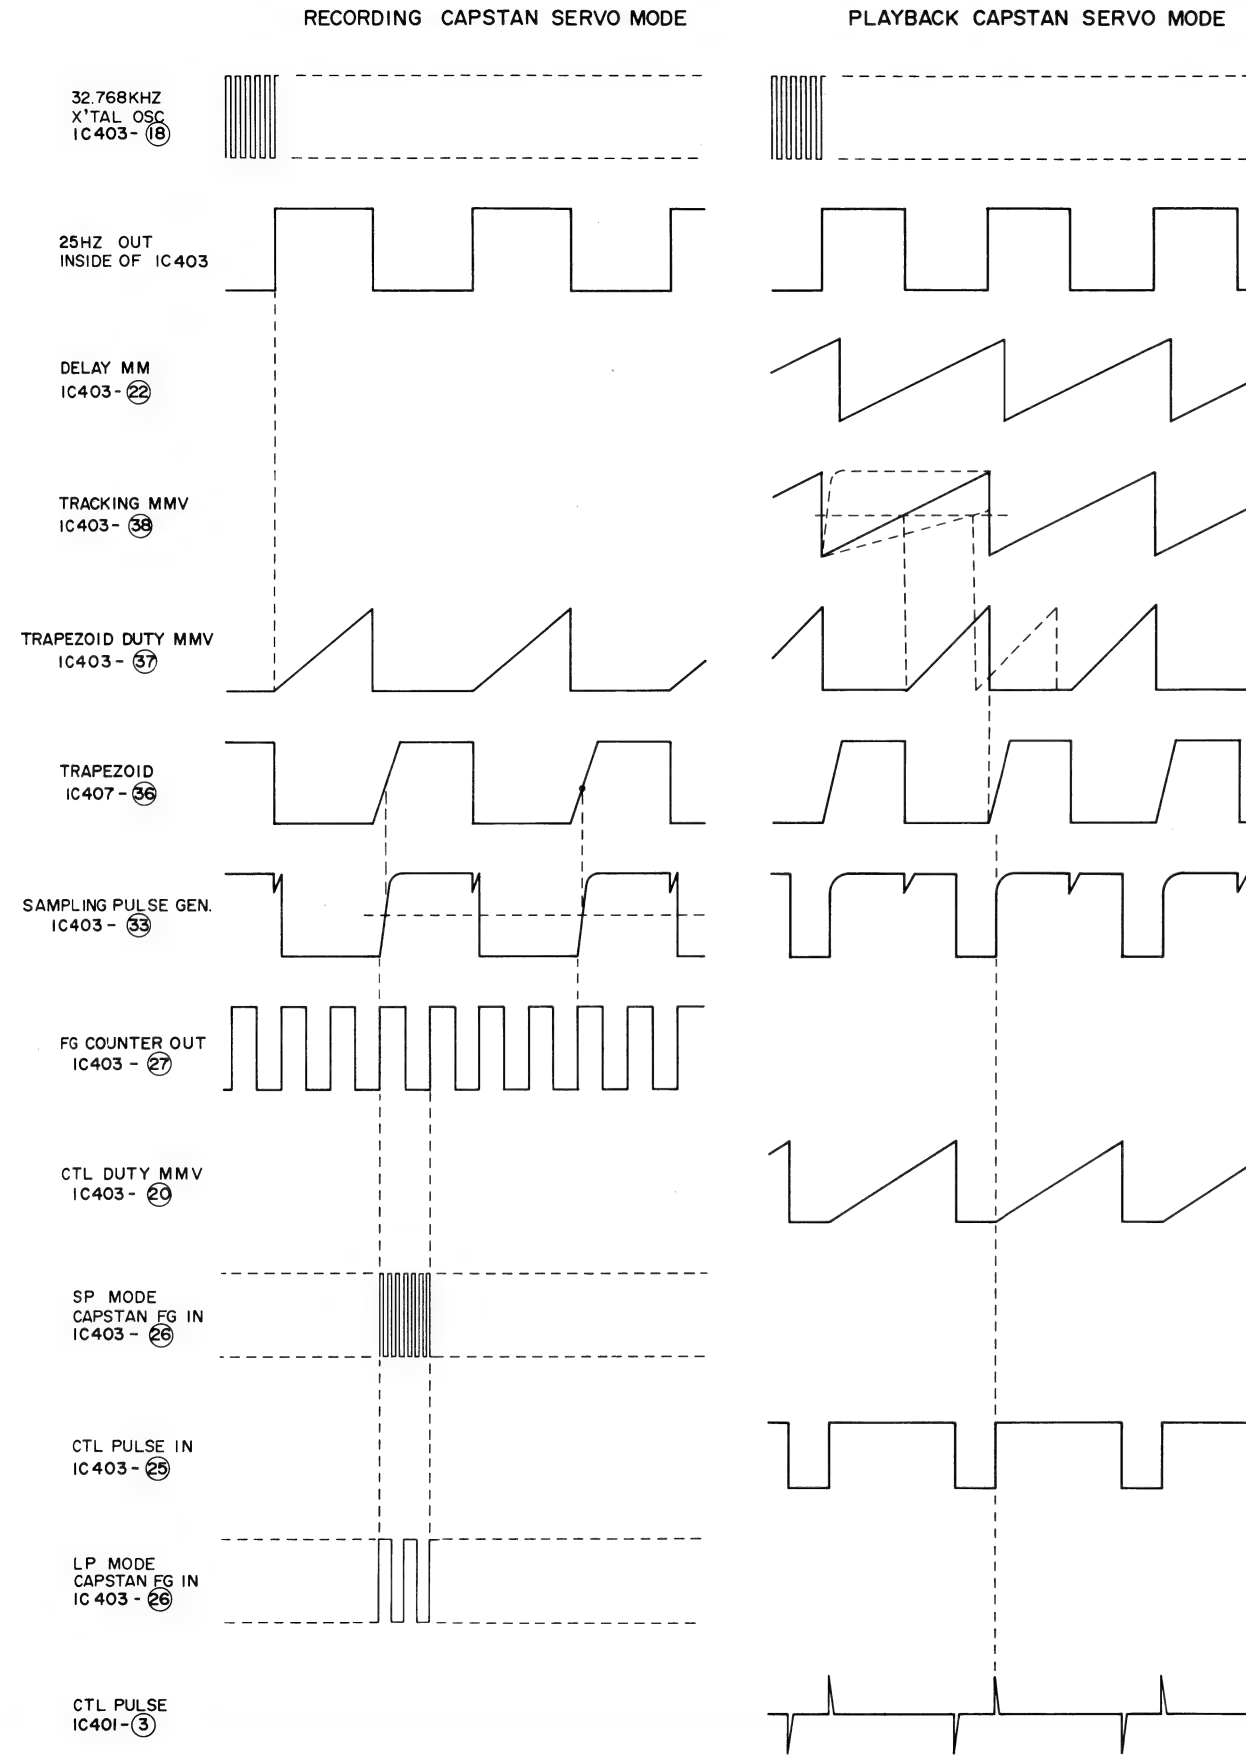 RECORDING CAPSTAN SERVO MODE
PLAYBACK CAPSTAN SERVO MODE
32.768KHZ
X'TAL OSC
IC403-⑱
25HZ OUT
INSIDE OF IC403
DELAY MM
IC403-㉒
TRACKING MMV
IC403-㊳
TRAPEZOID DUTY MMV
IC403-㊲
TRAPEZOID
IC407-㊱
SAMPLING PULSE GEN.
IC403-㉝
FG COUNTER OUT
IC403-㉗
CTL DUTY MMV
IC403-⑳
SP MODE
CAPSTAN FG IN
IC403-㉖
CTL PULSE IN
IC403-㉕
LP MODE
CAPSTAN FG IN
IC403-㉖
CTL PULSE
IC401-③